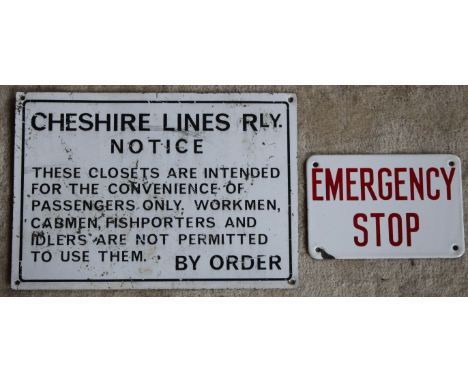 CHESHIRE LINES RLY.
NOTICE
THESE CLOSETS ARE INTENDED
FOR THE CONVENIENCE OF
PASSENGERS ONLY. WORKMEN,
CABMEN, FISHPORTERS AND
IDLERS ARE NOT PERMITTED
TO USE THEM. BY ORDER
EMERGENCY
STOP